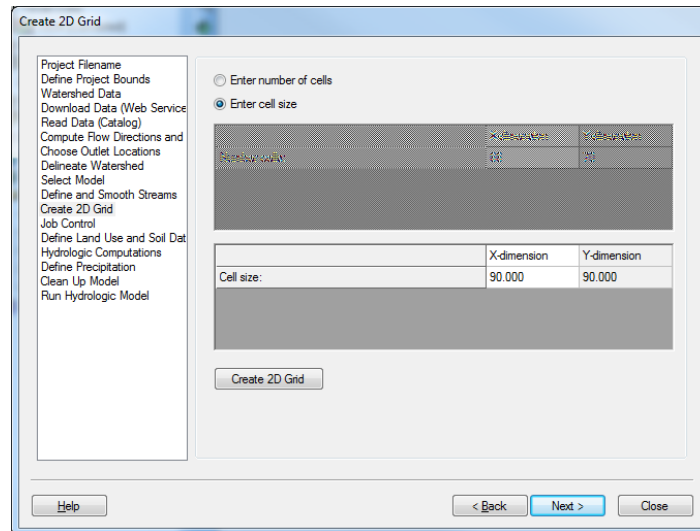 Create 2D Grid
Project Filename
Define Project Bounds
Watershed Data
Download Data (Web Service
Read Data (Catalog)
Compute Flow Directions and
Choose Outlet Locations
Delineate Watershed
Select Model
Define and Smooth Streams
Create 2D Grid
Job Control
Define Land Use and Soil Dat
Hydrologic Computations
Define Precipitation
Clean Up Model
Run Hydrologic Model
Enter number of cells
Enter cell size
X-dimension Y-dimension
X-dimension Y-dimension
Cell size: 90.000 90.000
Create 2D Grid
Help
< Back Next > Close